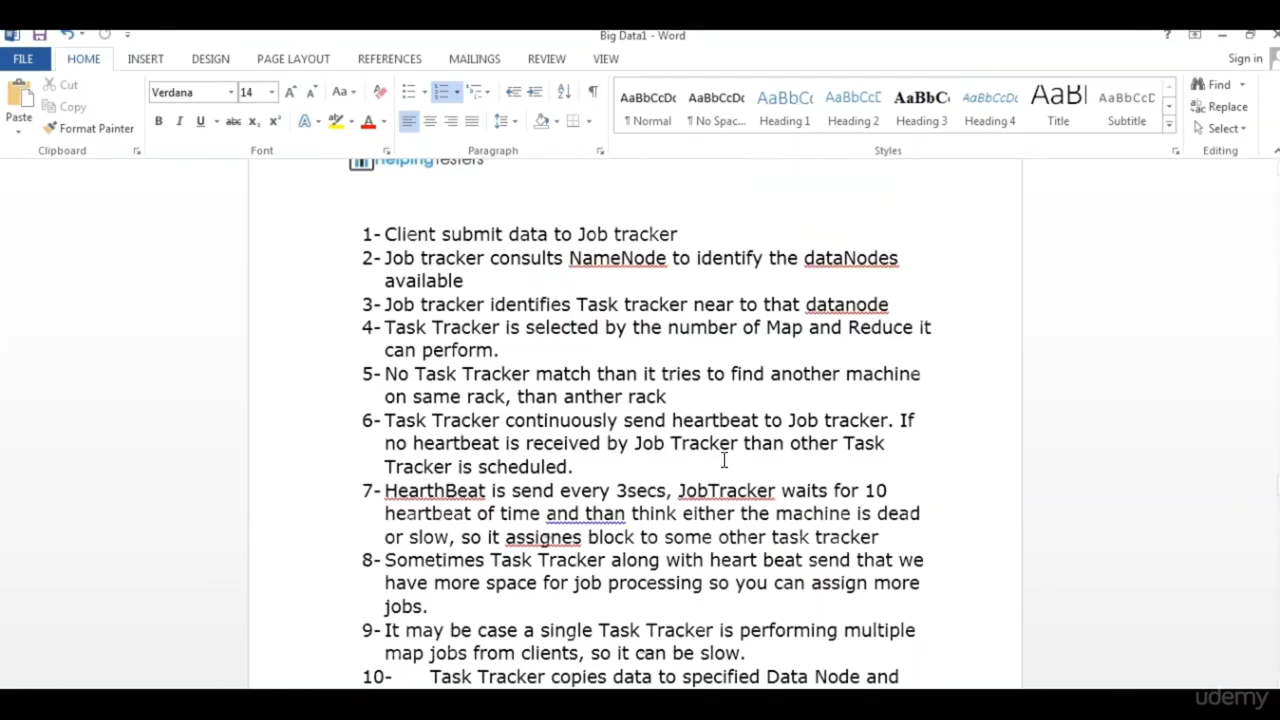 Big Data1 - Word
?
FILE HOME INSERT DESIGN PAGE LAYOUT REFERENCES MAILINGS REVIEW VIEW Sign in
Paste
Cut
Copy
Format Painter
Clipboard
Verdana 14 Aa
B I U abc X₂ X² A A
Font
Paragraph
AaBbCcDc AaBbCcDc AaBbCcD AaBbCcD AaBbC AaBbCcDc AaBl AaBbCcDc
¶ Normal ¶ No Spac... Heading 1 Heading 2 Heading 3 Heading 4 Title Subtitle
Styles
Find
Replace
Select
Editing
helpingTesters
1- Client submit data to Job tracker
2- Job tracker consults NameNode to identify the dataNodes
available
3- Job tracker identifies Task tracker near to that datanode
4- Task Tracker is selected by the number of Map and Reduce it
can perform.
5- No Task Tracker match than it tries to find another machine
on same rack, than anther rack
6- Task Tracker continuously send heartbeat to Job tracker. If
no heartbeat is received by Job Tracker than other Task
Tracker is scheduled.
7- HearthBeat is send every 3secs, JobTracker waits for 10
heartbeat of time and than think either the machine is dead
or slow, so it assignes block to some other task tracker
8- Sometimes Task Tracker along with heart beat send that we
have more space for job processing so you can assign more
jobs.
9- It may be case a single Task Tracker is performing multiple
map jobs from clients, so it can be slow.
10- Task Tracker copies data to specified Data Node and
udemy